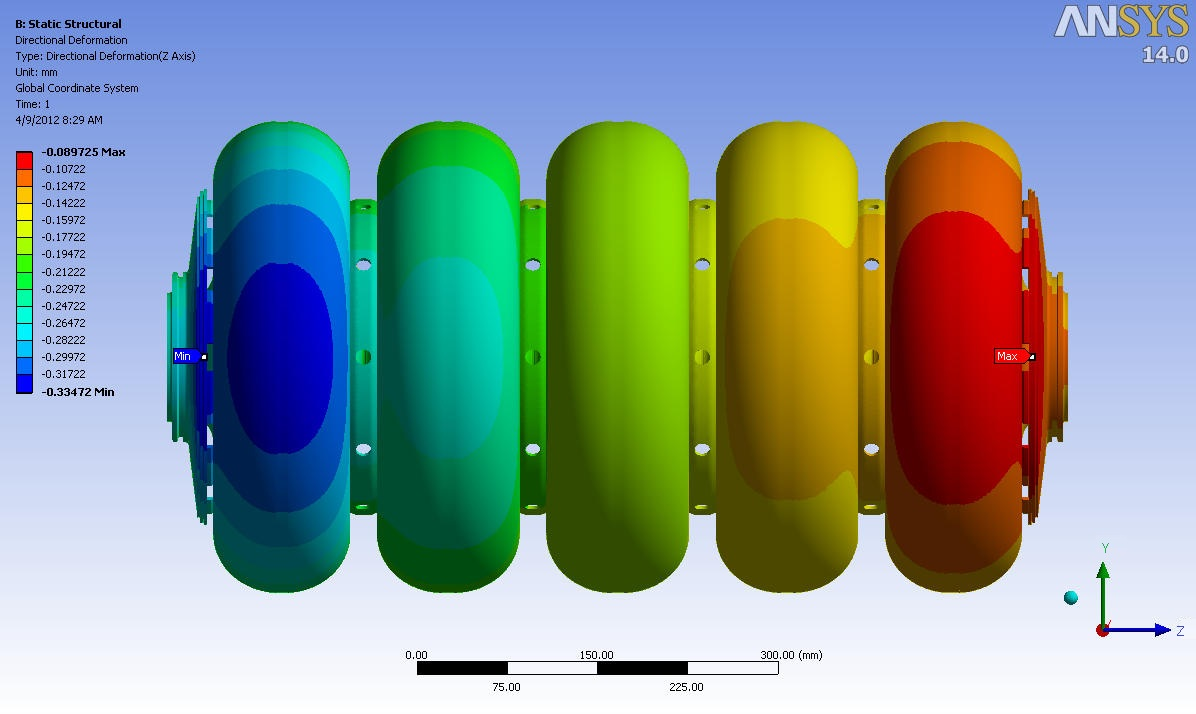 B: Static Structural
Directional Deformation
Type: Directional Deformation(Z Axis)
Unit: mm
Global Coordinate System
Time: 1
4/9/2012 8:29 AM
ANSYS
14.0
-0.089725 Max
-0.10722
-0.12472
-0.14222
-0.15972
-0.17722
-0.19472
-0.21222
-0.22972
-0.24722
-0.26472
-0.28222
-0.29972
-0.31722
-0.33472 Min
Min
Max
Y
Z
0.00
150.00
300.00 (mm)
75.00
225.00